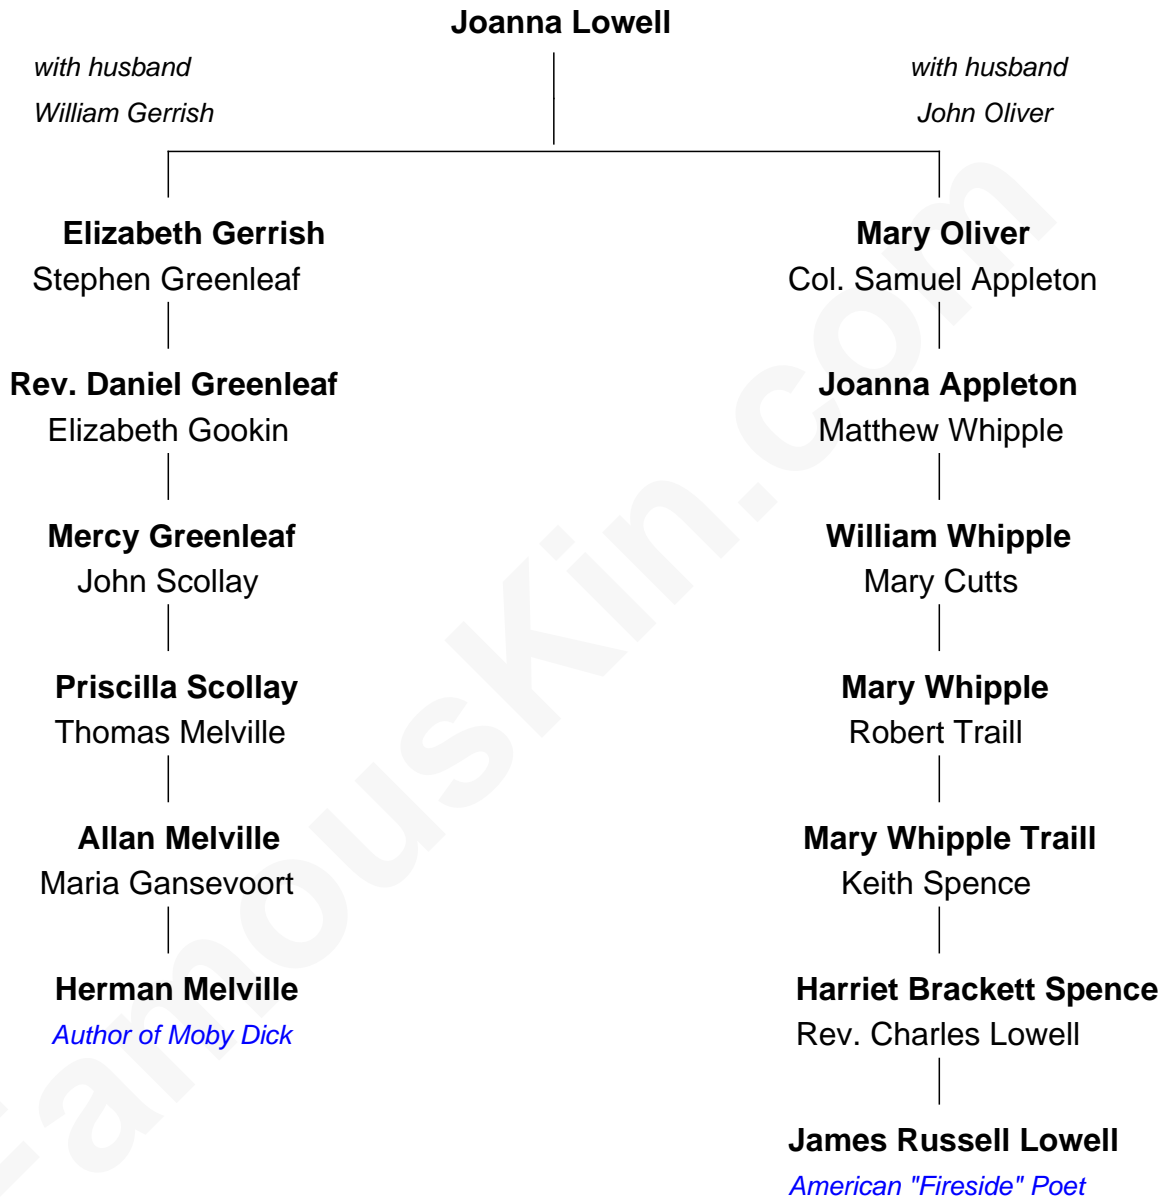 Joanna Lowell
with husband
William Gerrish
with husband
John Oliver
Elizabeth Gerrish
Stephen Greenleaf
Mary Oliver
Col. Samuel Appleton
Rev. Daniel Greenleaf
Elizabeth Gookin
Joanna Appleton
Matthew Whipple
Mercy Greenleaf
John Scollay
William Whipple
Mary Cutts
Priscilla Scollay
Thomas Melville
Mary Whipple
Robert Traill
Allan Melville
Maria Gansevoort
Mary Whipple Traill
Keith Spence
Herman Melville
Author of Moby Dick
Harriet Brackett Spence
Rev. Charles Lowell
James Russell Lowell
American "Fireside" Poet
FamousKin.com